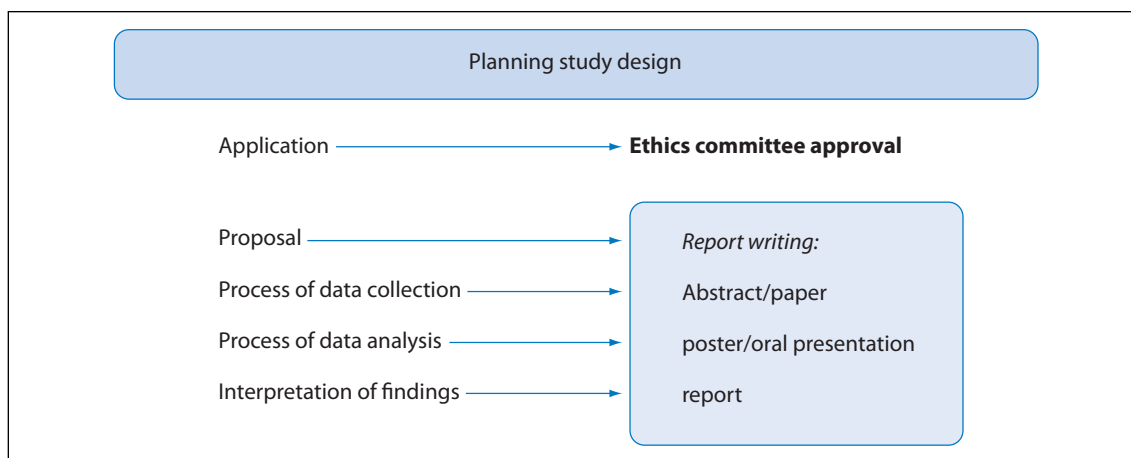 Planning study design
Application Ethics committee approval
Proposal Report writing:
Process of data collection Abstract/paper
Process of data analysis poster/oral presentation
Interpretation of findings report